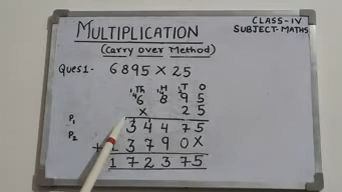 MULTIPLICATION
CLASS-IV
SUBJECT-MATHS
(Carry over Method)
Ques1- 6895 × 25
Th H T O
6 8 9 5
× 2 5
P₁ 3 4 4 7 5
P₂ + 1 3 7 9 0 X
1 7 2 3 7 5